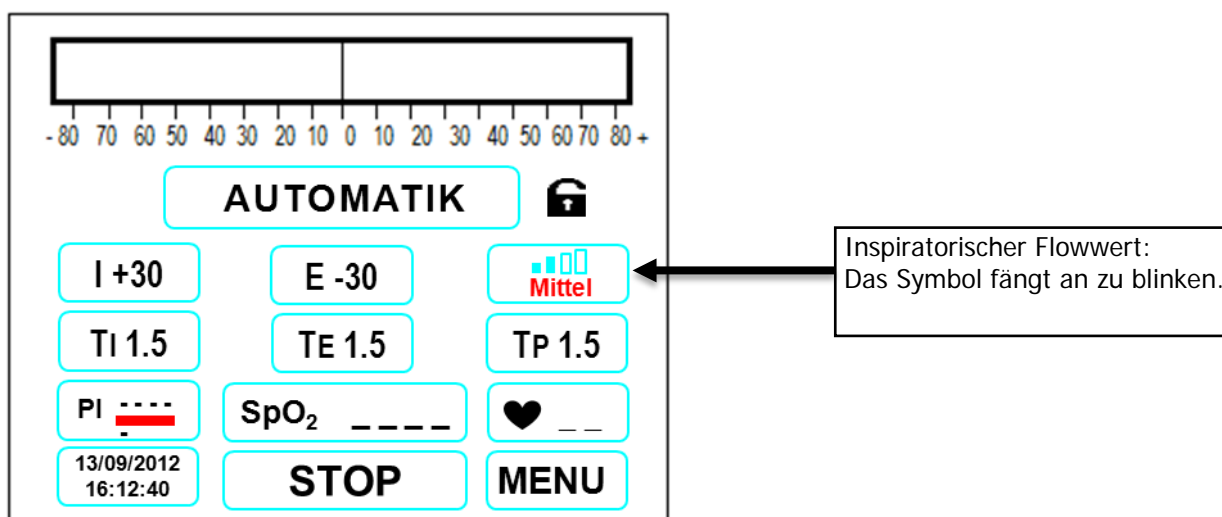 - 80 70 60 50 40 30 20 10 0 10 20 30 40 50 60 70 80 +
AUTOMATIK
I +30 E -30 Mittel
Inspiratorischer Flowwert:
Das Symbol fängt an zu blinken.
TI 1.5 TE 1.5 TP 1.5
PI - - - - - SpO₂ _ _ _ _ _ _
13/09/2012
16:12:40
STOP MENU